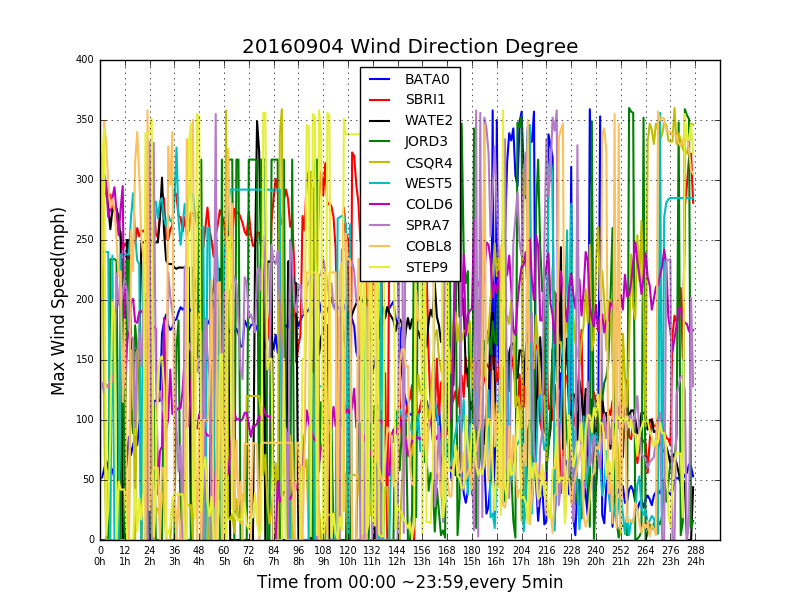 20160904 Wind Direction Degree
Max Wind Speed(mph)
400
350
300
250
200
150
100
50
0
BATA0
SBRI1
WATE2
JORD3
CSQR4
WEST5
COLD6
SPRA7
COBL8
STEP9
0 12 24 36 48 60 72 84 96 108 120 132 144 156 168 180 192 204 216 228 240 252 264 276 288
0h 1h 2h 3h 4h 5h 6h 7h 8h 9h 10h 11h 12h 13h 14h 15h 16h 17h 18h 19h 20h 21h 22h 23h 24h
Time from 00:00 ~23:59,every 5min